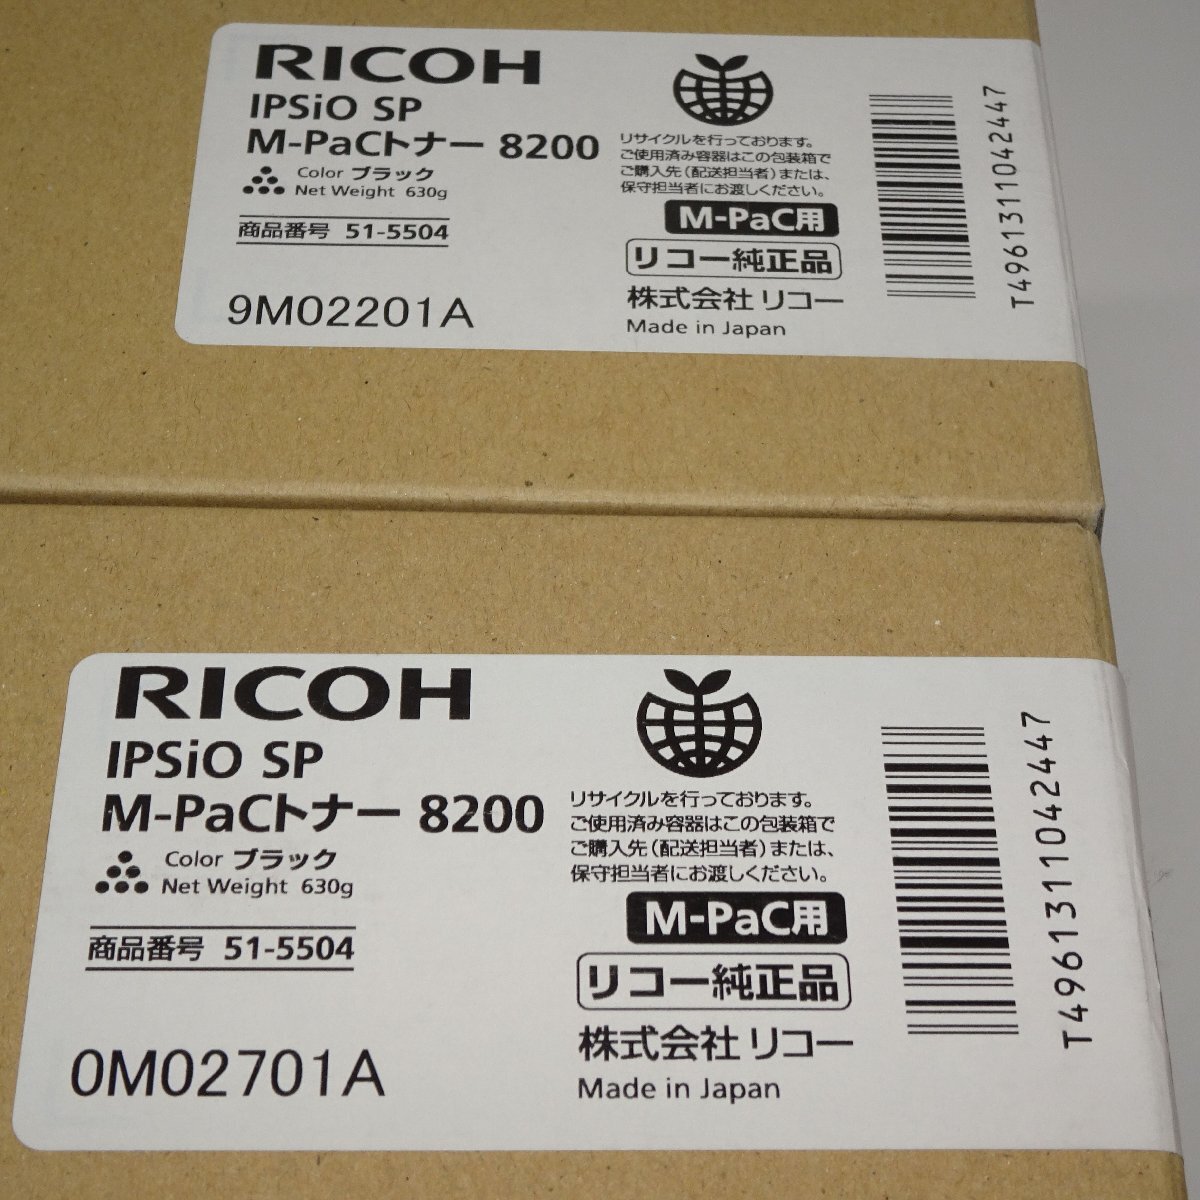 RICOH
IPSiO SP
M-PaCトナー 8200
Color ブラック
Net Weight 630g
商品番号 51-5504
9M02201A
リサイクルを行っております。
ご使用済み容器はこの包装箱で
ご購入先(配送担当者)または、
保守担当者にお渡しください。
M-PaC用
リコー純正品
株式会社 リコー
Made in Japan
T4961311042447
RICOH
IPSiO SP
M-PaCトナー 8200
Color ブラック
Net Weight 630g
商品番号 51-5504
0M02701A
リサイクルを行っております。
ご使用済み容器はこの包装箱で
ご購入先(配送担当者)または、
保守担当者にお渡しください。
M-PaC用
リコー純正品
株式会社 リコー
Made in Japan
T4961311042447